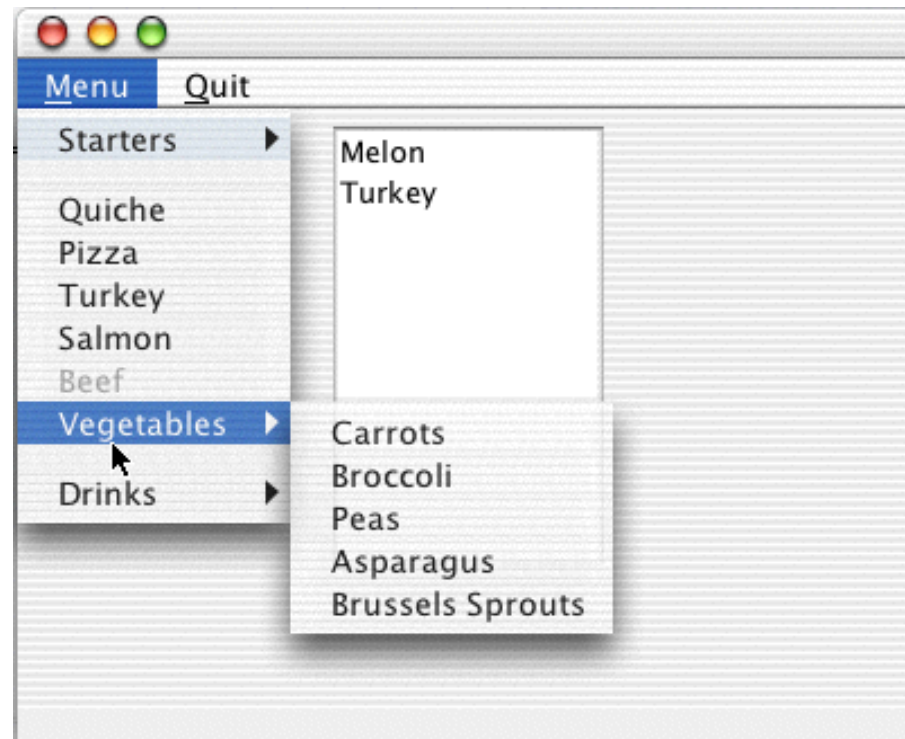 Menu Quit
Starters
Quiche
Pizza
Turkey
Salmon
Beef
Vegetables
Drinks
Melon
Turkey
Carrots
Broccoli
Peas
Asparagus
Brussels Sprouts